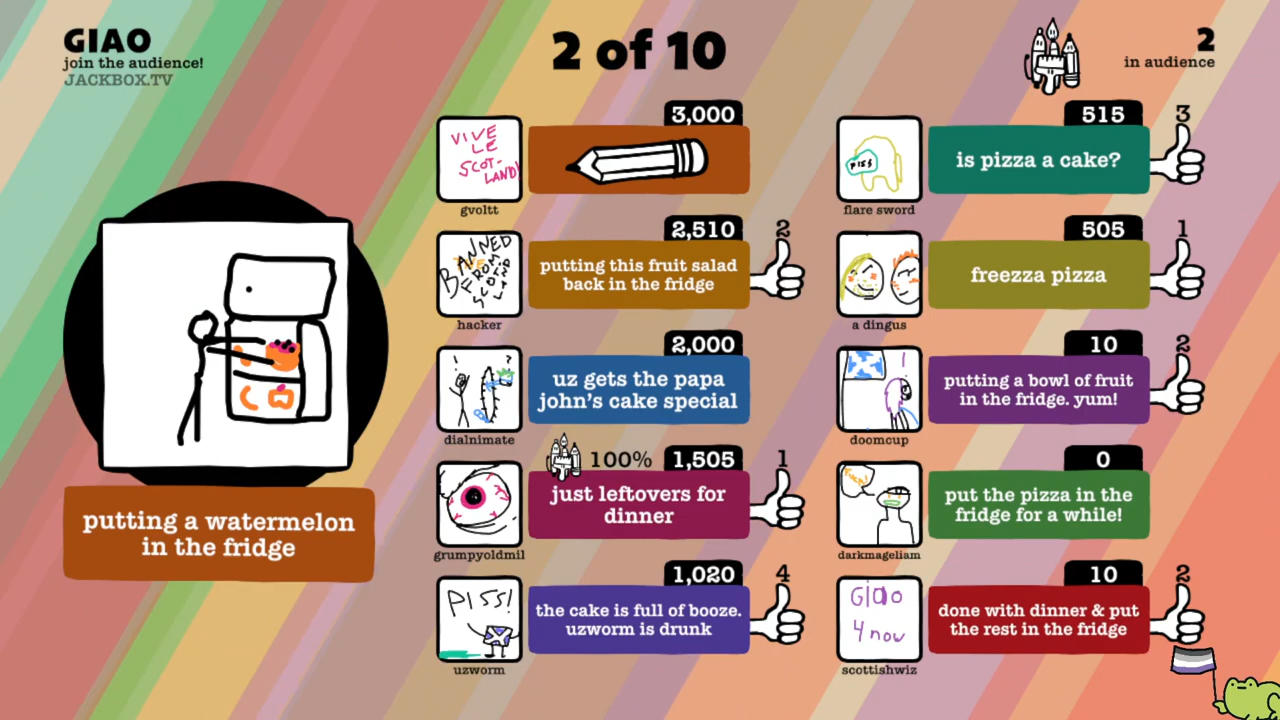 GIAO
join the audience!
JACKBOX.TV
2 of 10
2
in audience
putting a watermelon
in the fridge
3,000
VIVE
LE
SCOT-
LAND!
gvoltt
2,510
2
BANNED
FROM
SCOTLAND
putting this fruit salad
back in the fridge
hacker
2,000
! ?
uz gets the papa
john's cake special
dialnimate
100%
1,505
1
just leftovers for
dinner
grumpyoldmil
1,020
4
PISS!
the cake is full of booze.
uzworm is drunk
uzworm
515
3
PISS
is pizza a cake?
flare sword
505
1
freezza pizza
a dingus
10
2
!
putting a bowl of fruit
in the fridge. yum!
doomcup
0
put the pizza in the
fridge for a while!
darkmageliam
10
2
Giao
4 now
done with dinner & put
the rest in the fridge
scottishwiz